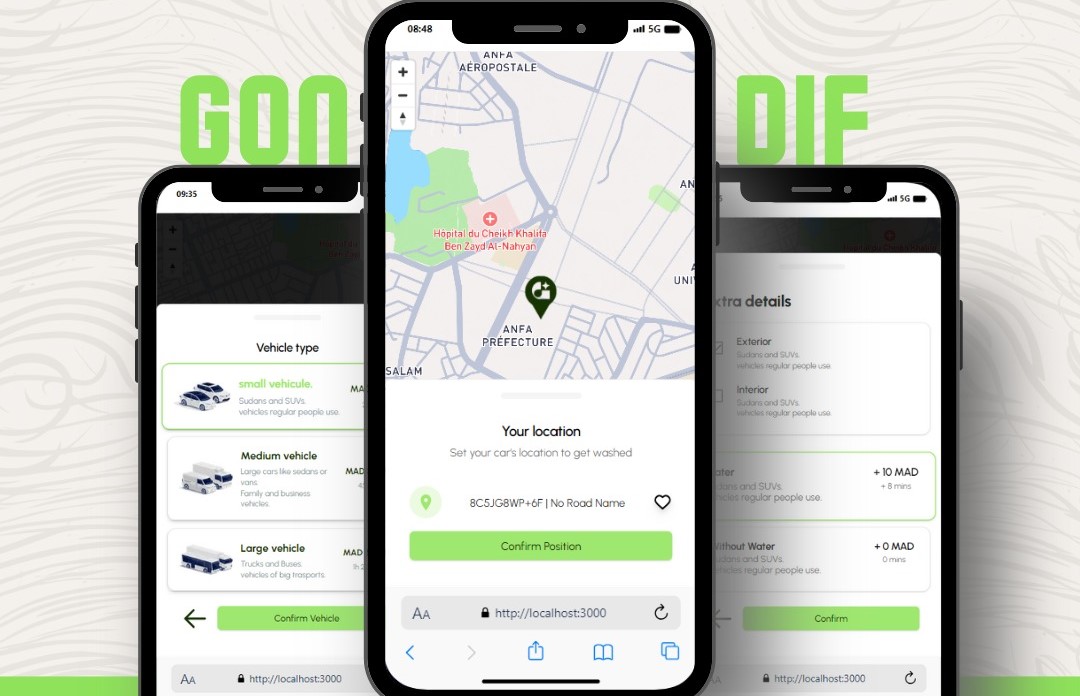 GON
DIF
08:48
5G
ANFA
AÉROPOSTALE
Hôpital du Cheikh Khalifa
Ben Zayd Al-Nahyan
AN
UNI
ANFA
PRÉFECTURE
SALAM
Your location
Set your car's location to get washed
8C5JG8WP+6F | No Road Name
Confirm Position
AA
http://localhost:3000
09:35
Vehicle type
small vehicule.
Sudans and SUVs.
vehicles regular people use.
MA
Medium vehicle
Large cars like sedans or
vans.
Family and business
vehicles.
MAD
Large vehicle
Trucks and Buses.
vehicles of big trasports.
MAD
Confirm Vehicle
AA
http://localhost:3000
5G
xtra details
Exterior
Sudans and SUVs.
vehicles regular people use.
Interior
Sudans and SUVs.
vehicles regular people use.
ater
dans and SUVs.
vehicles regular people use.
+ 10 MAD
+ 8 mins
Without Water
dans and SUVs.
vehicles regular people use.
+ 0 MAD
0 mins
Confirm
AA
http://localhost:3000